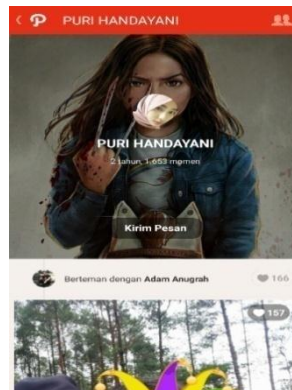 PURI HANDAYANI
PURI HANDAYANI
2 tahun, 1.653 momen
Kirim Pesan
Berteman dengan Adam Anugrah
166
157